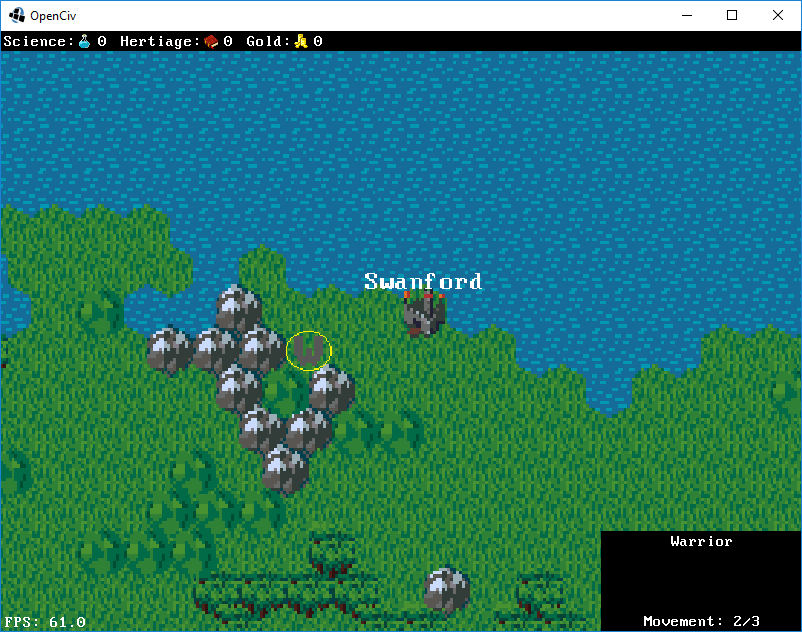 OpenCiv
Science: 0 Hertiage: 0 Gold: 0
Swanford
Warrior
Movement: 2/3
FPS: 61.0